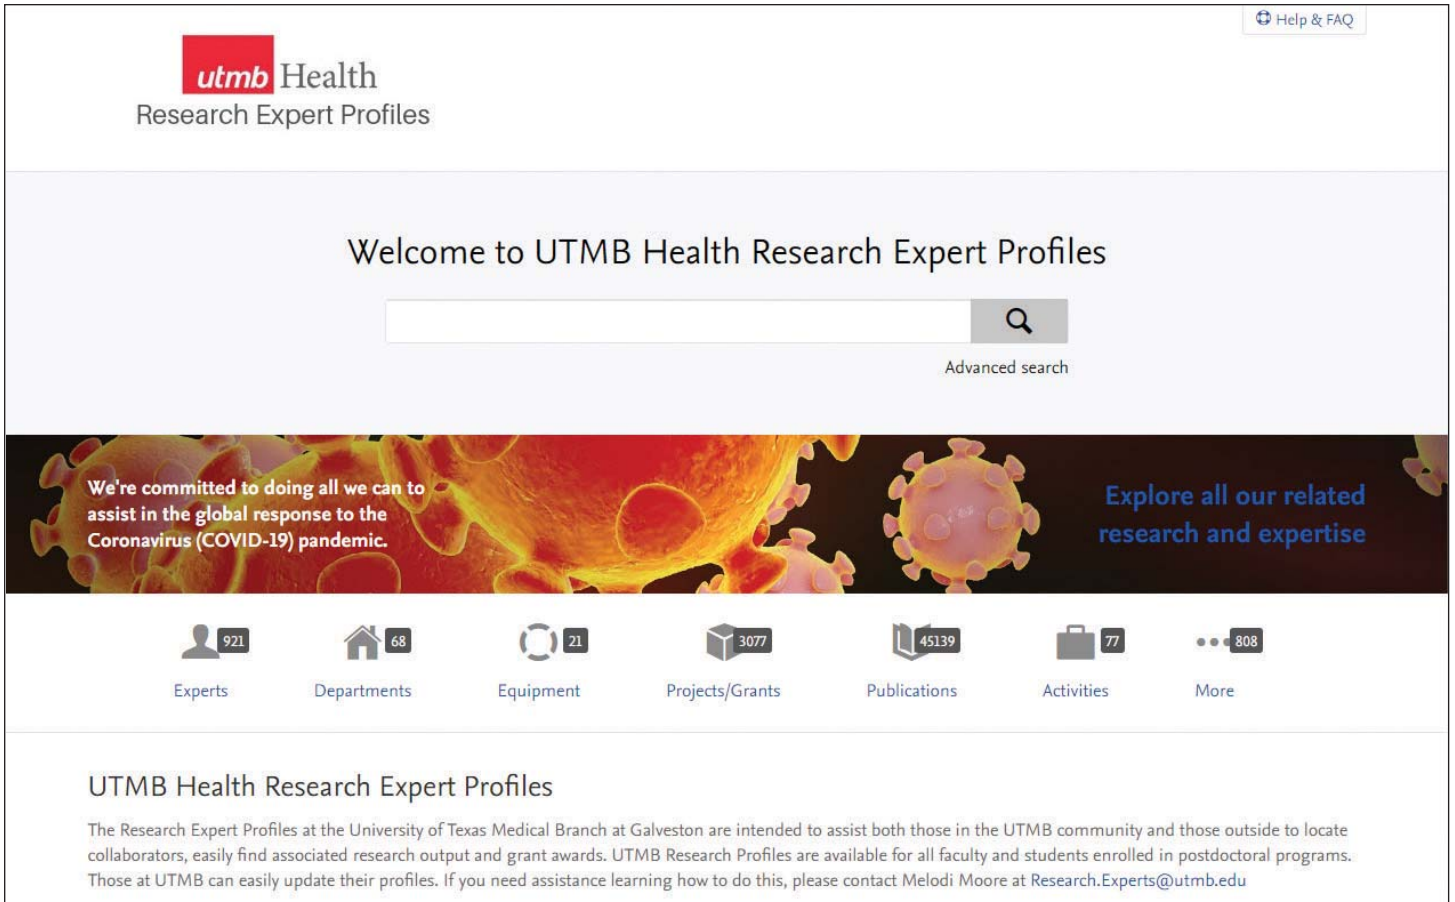 Help & FAQ
utmb Health
Research Expert Profiles
Welcome to UTMB Health Research Expert Profiles
Advanced search
We're committed to doing all we can to
assist in the global response to the
Coronavirus (COVID-19) pandemic.
Explore all our related
research and expertise
921 68 21 3077 45139 77 808
Experts Departments Equipment Projects/Grants Publications Activities More
UTMB Health Research Expert Profiles
The Research Expert Profiles at the University of Texas Medical Branch at Galveston are intended to assist both those in the UTMB community and those outside to locate
collaborators, easily find associated research output and grant awards. UTMB Research Profiles are available for all faculty and students enrolled in postdoctoral programs.
Those at UTMB can easily update their profiles. If you need assistance learning how to do this, please contact Melodi Moore at Research.Experts@utmb.edu